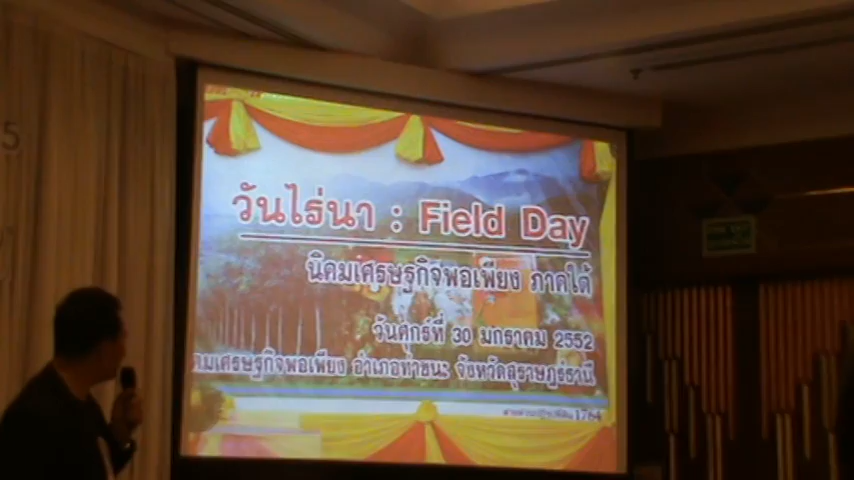 วันไร่นา : Field Day
นิคมเศรษฐกิจพอเพียง ภาคใต้
วันศุกร์ที่ 30 มกราคม 2552
คมเศรษฐกิจพอเพียง อำเภอท่าชนะ จังหวัดสุราษฎร์ธานี
1764
5